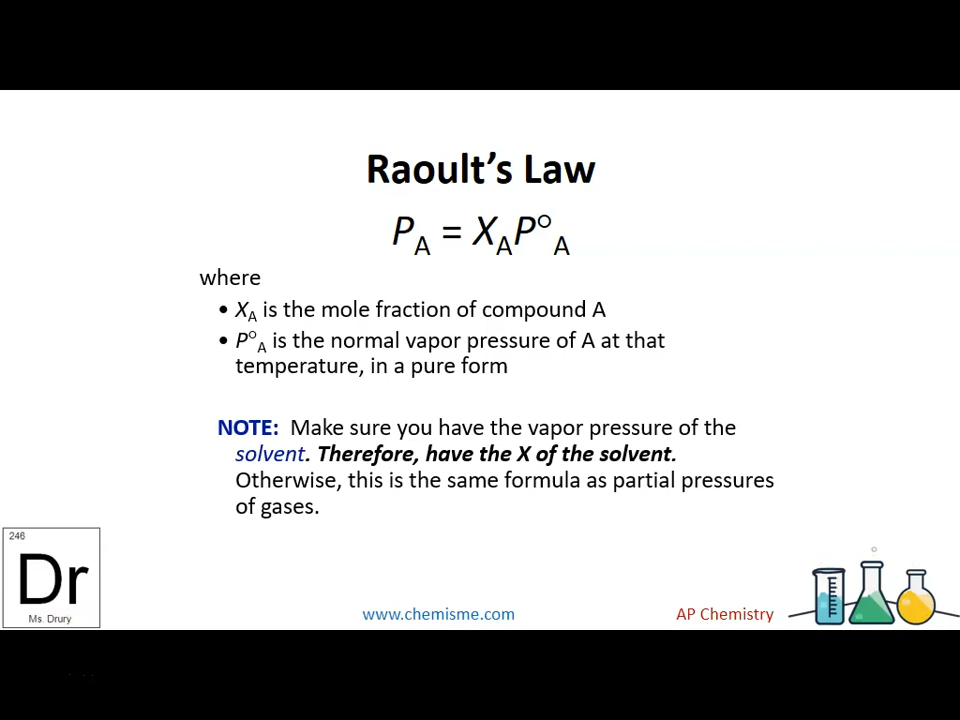 Raoult's Law
P_A = X_A P°_A
where
• X_A is the mole fraction of compound A
• P°_A is the normal vapor pressure of A at that
temperature, in a pure form
NOTE: Make sure you have the vapor pressure of the
solvent. Therefore, have the X of the solvent.
Otherwise, this is the same formula as partial pressures
of gases.
246
Dr
Ms. Drury
www.chemisme.com
AP Chemistry